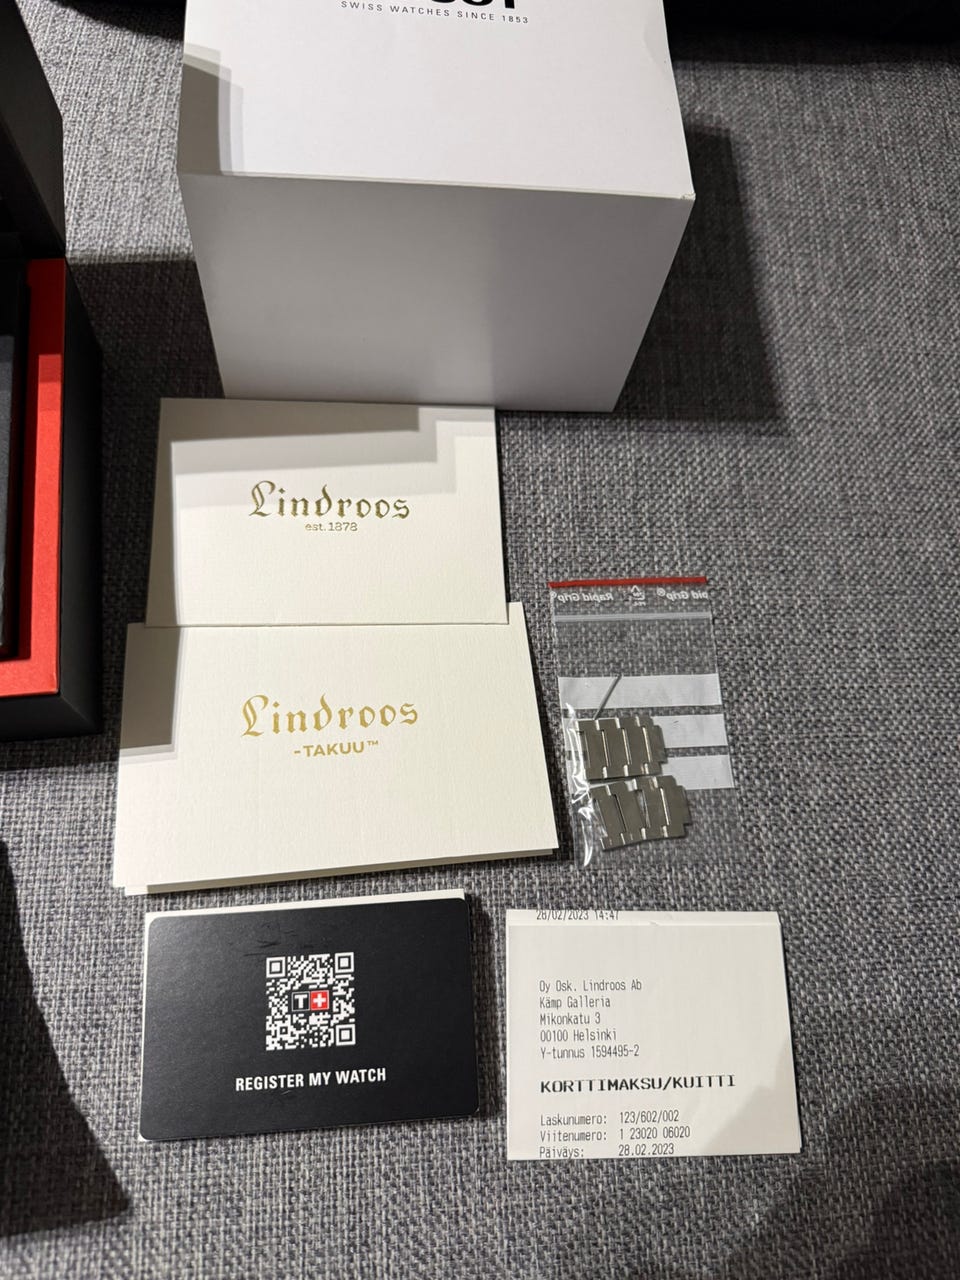 SWISS WATCHES SINCE 1853
Lindroos
est.1878
Lindroos
-TAKUU™
Rapid Grip®
REGISTER MY WATCH
28/02/2023 14:47
Oy Osk. Lindroos Ab
Kämp Galleria
Mikonkatu 3
00100 Helsinki
Y-tunnus 1594495-2
KORTTIMAKSU/KUITTI
Laskunumero: 123/602/002
Viitenumero: 1 23020 06020
Päiväys: 28.02.2023